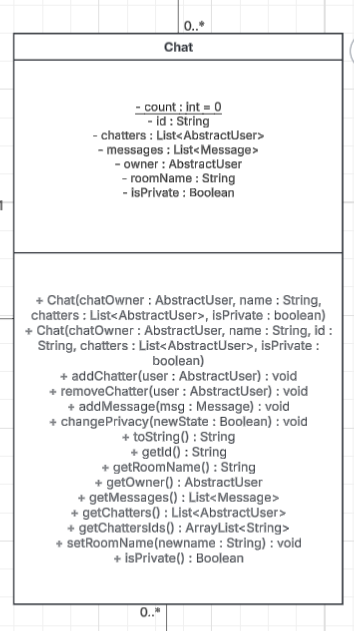 0..*
Chat
- count : int = 0
- id : String
- chatters : List<AbstractUser>
- messages : List<Message>
- owner : AbstractUser
- roomName : String
- isPrivate : Boolean
+ Chat(chatOwner : AbstractUser, name : String,
chatters : List<AbstractUser>, isPrivate : boolean)
+ Chat(chatOwner : AbstractUser, name : String, id :
String, chatters : List<AbstractUser>, isPrivate :
boolean)
+ addChatter(user : AbstractUser) : void
+ removeChatter(user : AbstractUser) : void
+ addMessage(msg : Message) : void
+ changePrivacy(newState : Boolean) : void
+ toString() : String
+ getId() : String
+ getRoomName() : String
+ getOwner() : AbstractUser
+ getMessages() : List<Message>
+ getChatters() : List<AbstractUser>
+ getChattersIds() : ArrayList<String>
+ setRoomName(newname : String) : void
+ isPrivate() : Boolean
0..*